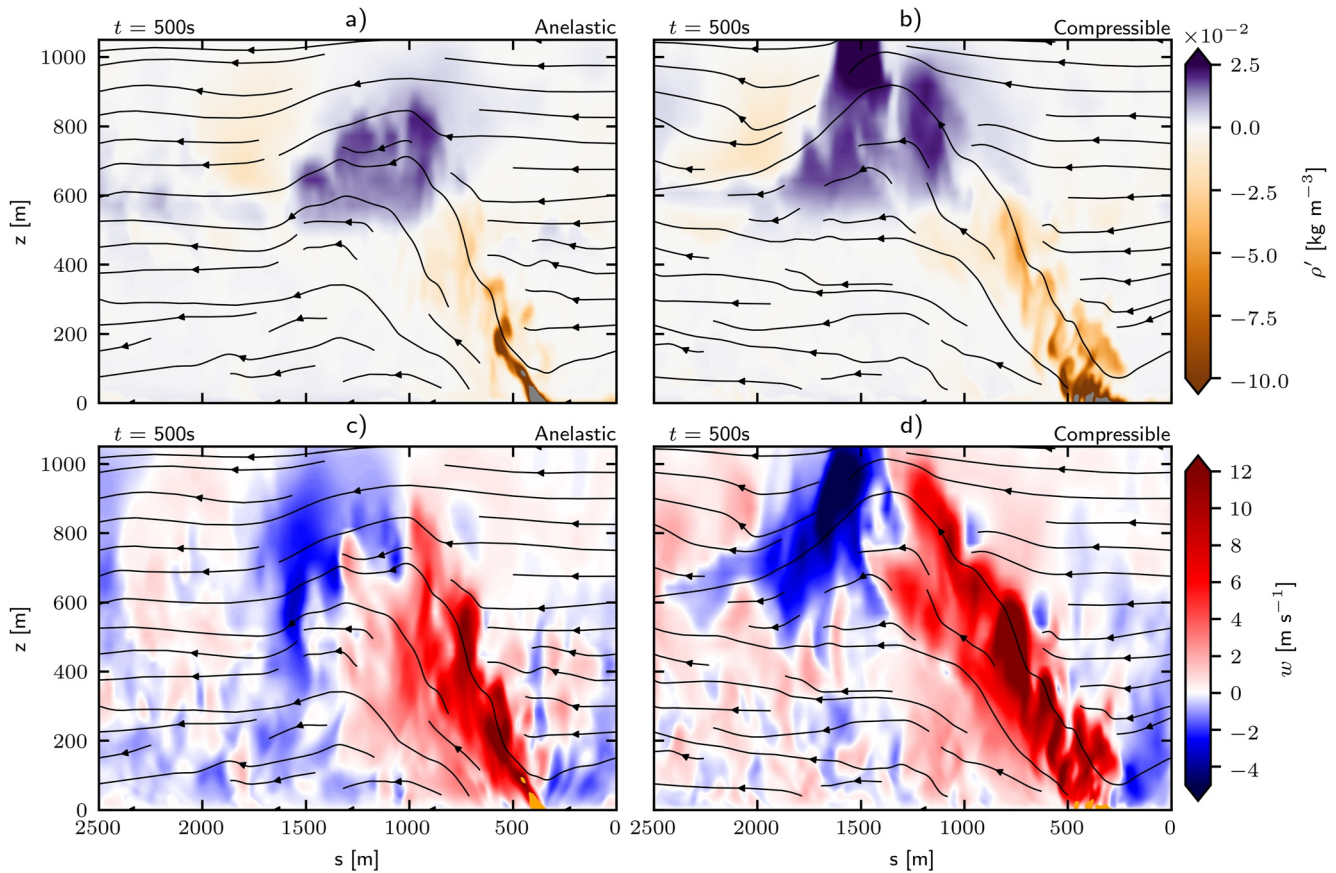 a) b)
t = 500s Anelastic t = 500s Compressible ×10⁻²
1000
800
600
400
200
0
z [m]
2.5
0.0
−2.5
−5.0
−7.5
−10.0
ρ′ [kg m⁻³]
c) d)
t = 500s Anelastic t = 500s Compressible
1000
800
600
400
200
0
z [m]
12
10
8
6
4
2
0
−2
−4
w [m s⁻¹]
2500 2000 1500 1000 500 0 2500 2000 1500 1000 500 0
s [m] s [m]